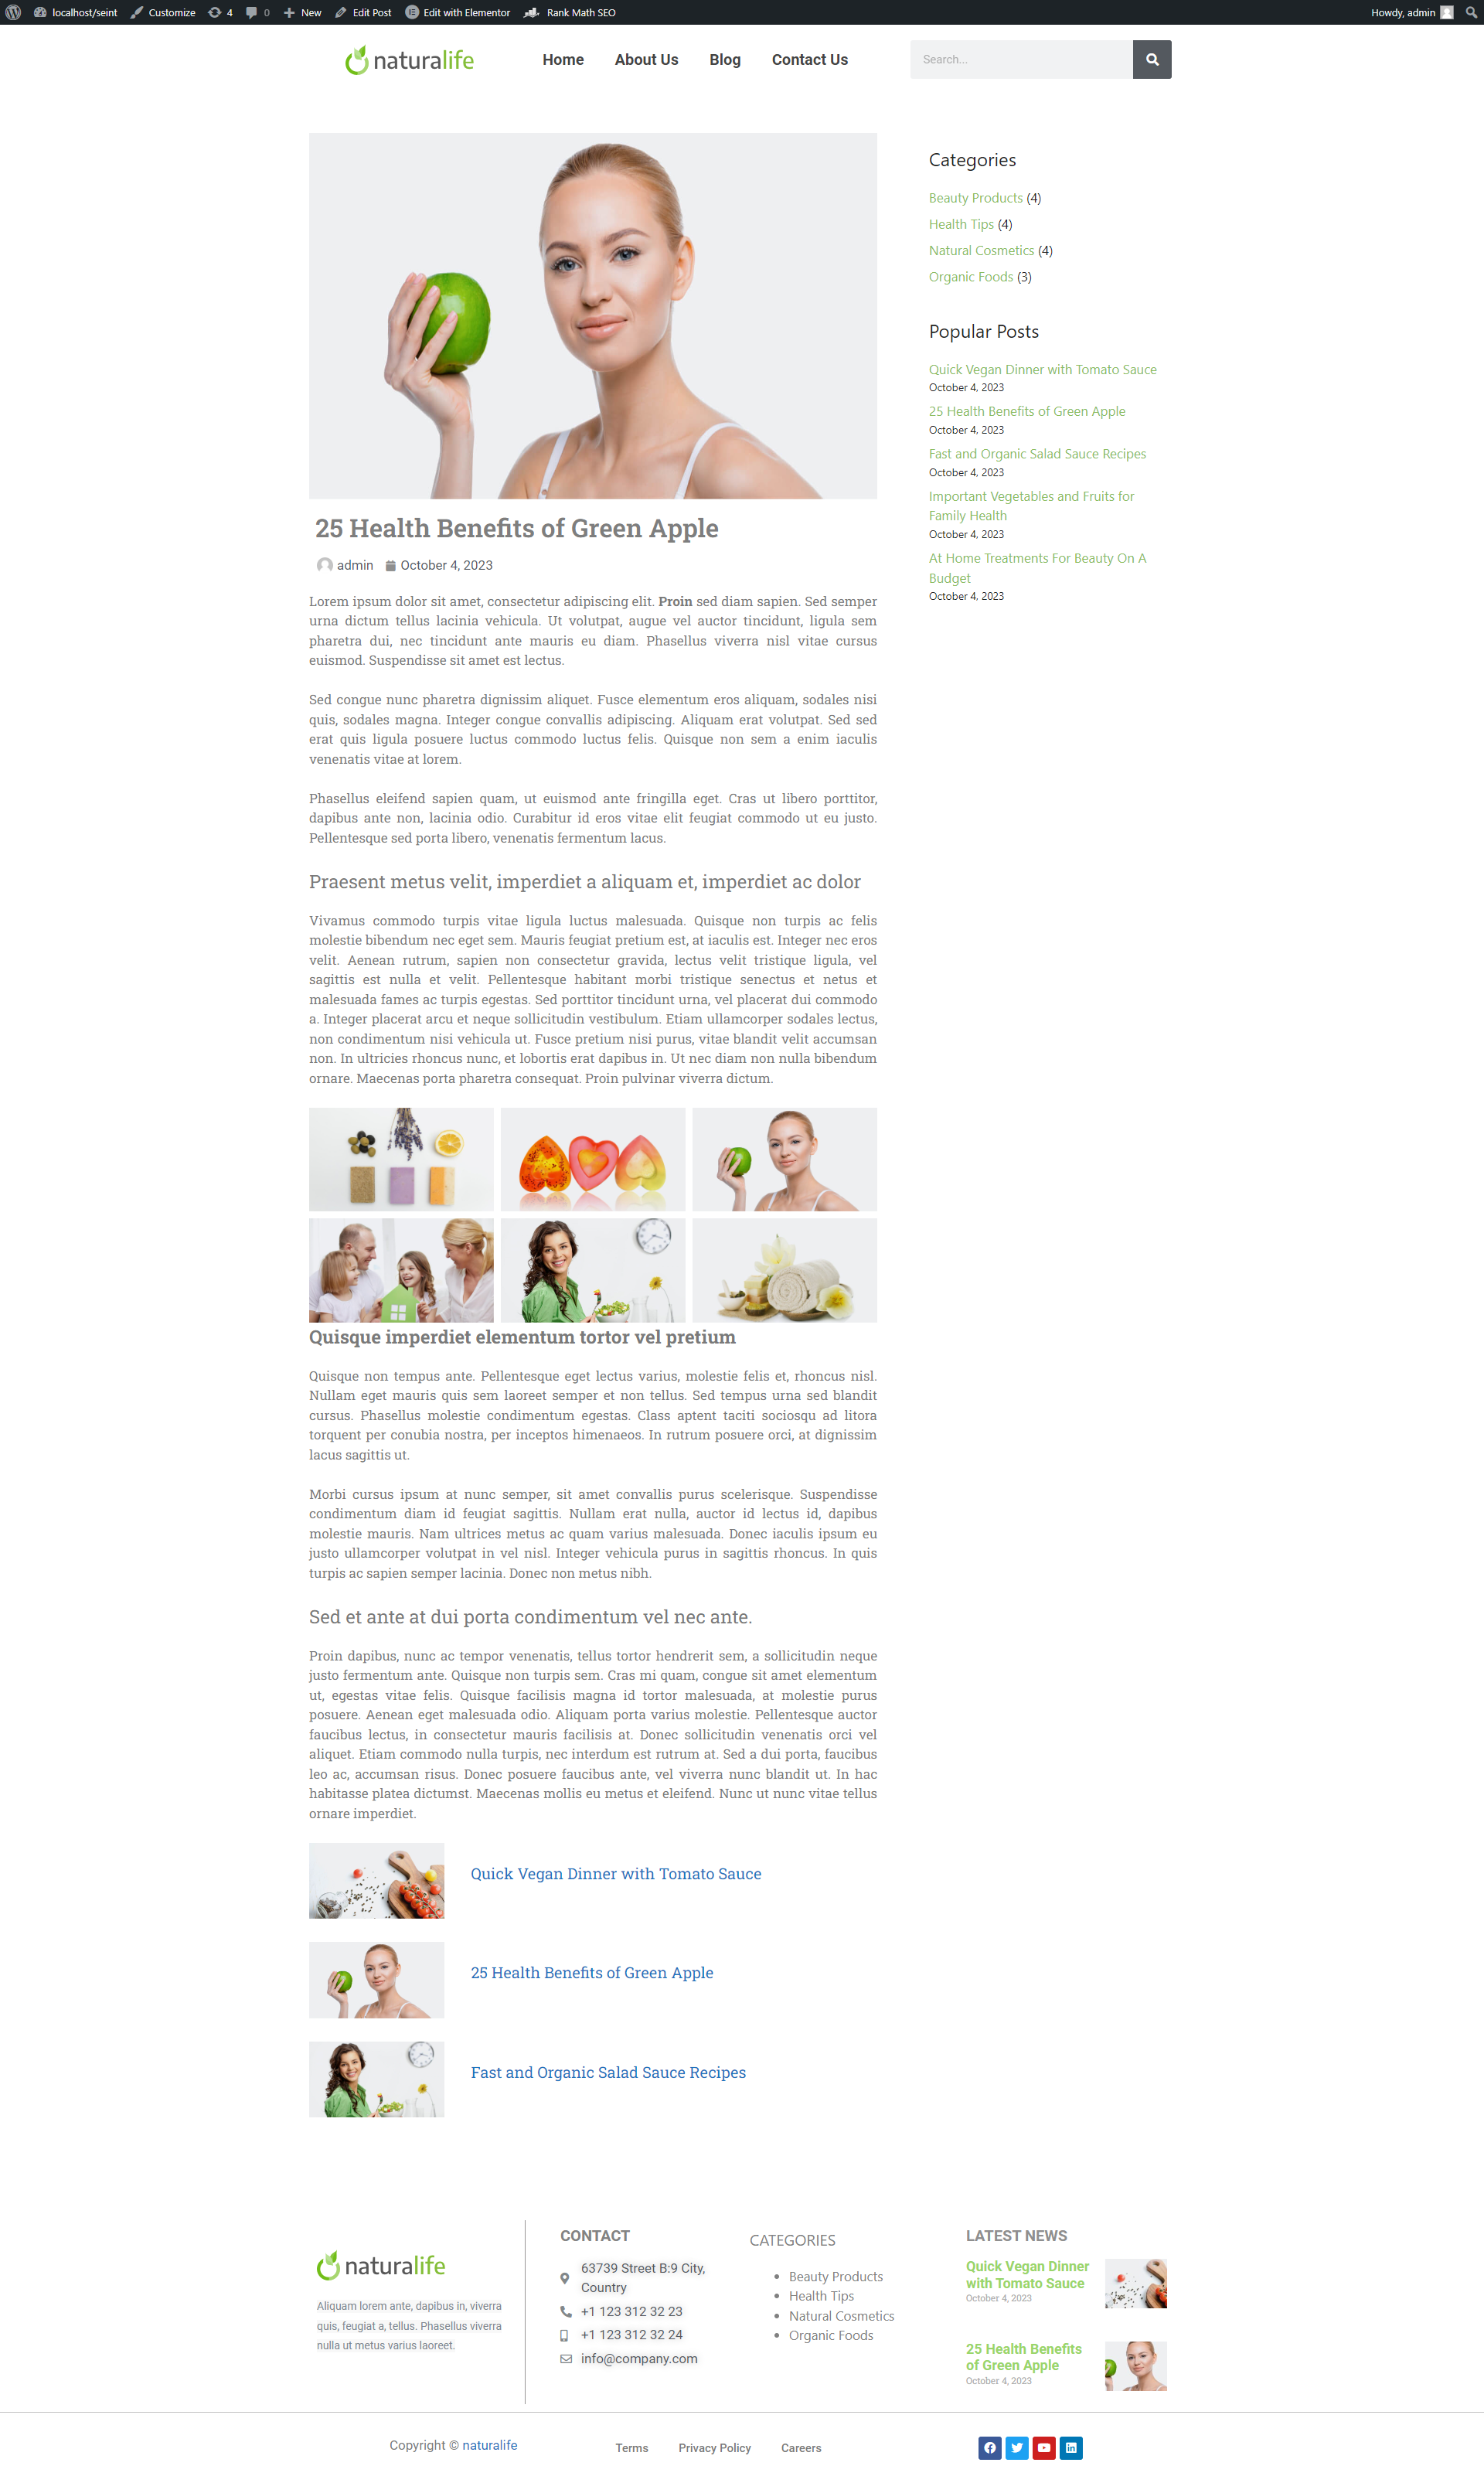 localhost/seint Customize 4 0 New Edit Post Edit with Elementor Rank Math SEO Howdy, admin
naturalife Home About Us Blog Contact Us Search...
25 Health Benefits of Green Apple
admin October 4, 2023
Lorem ipsum dolor sit amet, consectetur adipiscing elit. Proin sed diam sapien. Sed semper
urna dictum tellus lacinia vehicula. Ut volutpat, augue vel auctor tincidunt, ligula sem
pharetra dui, nec tincidunt ante mauris eu diam. Phasellus viverra nisl vitae cursus
euismod. Suspendisse sit amet est lectus.
Sed congue nunc pharetra dignissim aliquet. Fusce elementum eros aliquam, sodales nisi
quis, sodales magna. Integer congue convallis adipiscing. Aliquam erat volutpat. Sed sed
erat quis ligula posuere luctus commodo luctus felis. Quisque non sem a enim iaculis
venenatis vitae at lorem.
Phasellus eleifend sapien quam, ut euismod ante fringilla eget. Cras ut libero porttitor,
dapibus ante non, lacinia odio. Curabitur id eros vitae elit feugiat commodo ut eu justo.
Pellentesque sed porta libero, venenatis fermentum lacus.
Praesent metus velit, imperdiet a aliquam et, imperdiet ac dolor
Vivamus commodo turpis vitae ligula luctus malesuada. Quisque non turpis ac felis
molestie bibendum nec eget sem. Mauris feugiat pretium est, at iaculis est. Integer nec eros
velit. Aenean rutrum, sapien non consectetur gravida, lectus velit tristique ligula, vel
sagittis est nulla et velit. Pellentesque habitant morbi tristique senectus et netus et
malesuada fames ac turpis egestas. Sed porttitor tincidunt urna, vel placerat dui commodo
a. Integer placerat arcu et neque sollicitudin vestibulum. Etiam ullamcorper sodales lectus,
non condimentum nisi vehicula ut. Fusce pretium nisi purus, vitae blandit velit accumsan
non. In ultricies rhoncus nunc, et lobortis erat dapibus in. Ut nec diam non nulla bibendum
ornare. Maecenas porta pharetra consequat. Proin pulvinar viverra dictum.
Quisque imperdiet elementum tortor vel pretium
Quisque non tempus ante. Pellentesque eget lectus varius, molestie felis et, rhoncus nisl.
Nullam eget mauris quis sem laoreet semper et non tellus. Sed tempus urna sed blandit
cursus. Phasellus molestie condimentum egestas. Class aptent taciti sociosqu ad litora
torquent per conubia nostra, per inceptos himenaeos. In rutrum posuere orci, at dignissim
lacus sagittis ut.
Morbi cursus ipsum at nunc semper, sit amet convallis purus scelerisque. Suspendisse
condimentum diam id feugiat sagittis. Nullam erat nulla, auctor id lectus id, dapibus
molestie mauris. Nam ultrices metus ac quam varius malesuada. Donec iaculis ipsum eu
justo ullamcorper volutpat in vel nisl. Integer vehicula purus in sagittis rhoncus. In quis
turpis ac sapien semper lacinia. Donec non metus nibh.
Sed et ante at dui porta condimentum vel nec ante.
Proin dapibus, nunc ac tempor venenatis, tellus tortor hendrerit sem, a sollicitudin neque
justo fermentum ante. Quisque non turpis sem. Cras mi quam, congue sit amet elementum
ut, egestas vitae felis. Quisque facilisis magna id tortor malesuada, at molestie purus
posuere. Aenean eget malesuada odio. Aliquam porta varius molestie. Pellentesque auctor
faucibus lectus, in consectetur mauris facilisis at. Donec sollicitudin venenatis orci vel
aliquet. Etiam commodo nulla turpis, nec interdum est rutrum at. Sed a dui porta, faucibus
leo ac, accumsan risus. Donec posuere faucibus ante, vel viverra nunc blandit ut. In hac
habitasse platea dictumst. Maecenas mollis eu metus et eleifend. Nunc ut nunc vitae tellus
ornare imperdiet.
Quick Vegan Dinner with Tomato Sauce
25 Health Benefits of Green Apple
Fast and Organic Salad Sauce Recipes
Categories
Beauty Products (4)
Health Tips (4)
Natural Cosmetics (4)
Organic Foods (3)
Popular Posts
Quick Vegan Dinner with Tomato Sauce
October 4, 2023
25 Health Benefits of Green Apple
October 4, 2023
Fast and Organic Salad Sauce Recipes
October 4, 2023
Important Vegetables and Fruits for
Family Health
October 4, 2023
At Home Treatments For Beauty On A
Budget
October 4, 2023
naturalife
Aliquam lorem ante, dapibus in, viverra
quis, feugiat a, tellus. Phasellus viverra
nulla ut metus varius laoreet.
CONTACT
63739 Street B:9 City,
Country
+1 123 312 32 23
+1 123 312 32 24
info@company.com
CATEGORIES
Beauty Products
Health Tips
Natural Cosmetics
Organic Foods
LATEST NEWS
Quick Vegan Dinner
with Tomato Sauce
October 4, 2023
25 Health Benefits
of Green Apple
October 4, 2023
Copyright © naturalife Terms Privacy Policy Careers